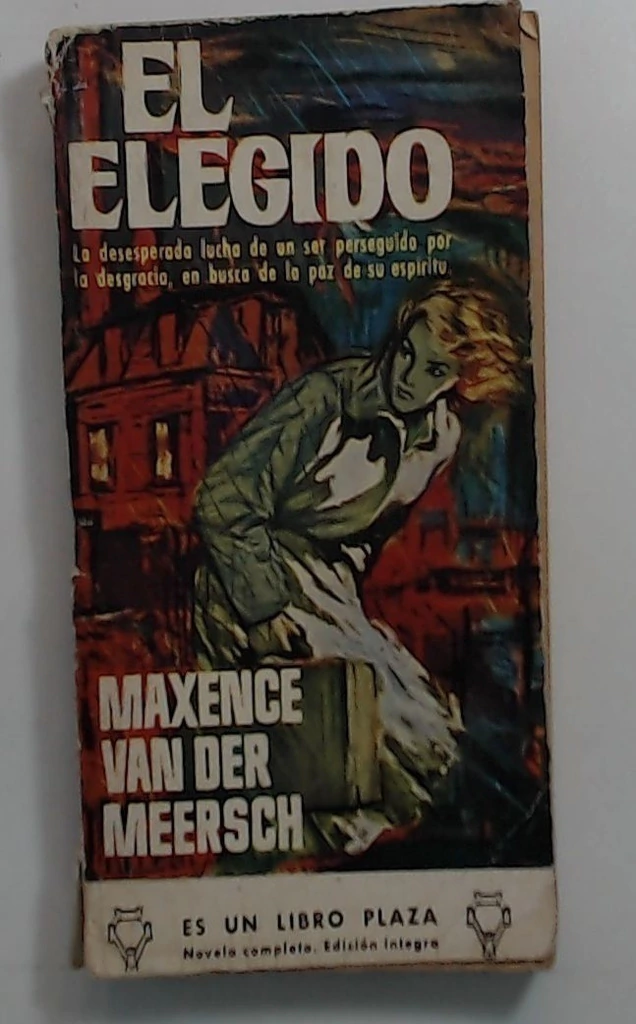 EL
ELEGIDO
La desesperada lucha de un ser perseguido por
la desgracia, en busca de la paz de su espíritu.
MAXENCE
VAN DER
MEERSCH
ES UN LIBRO PLAZA
Novela completa. Edición íntegra